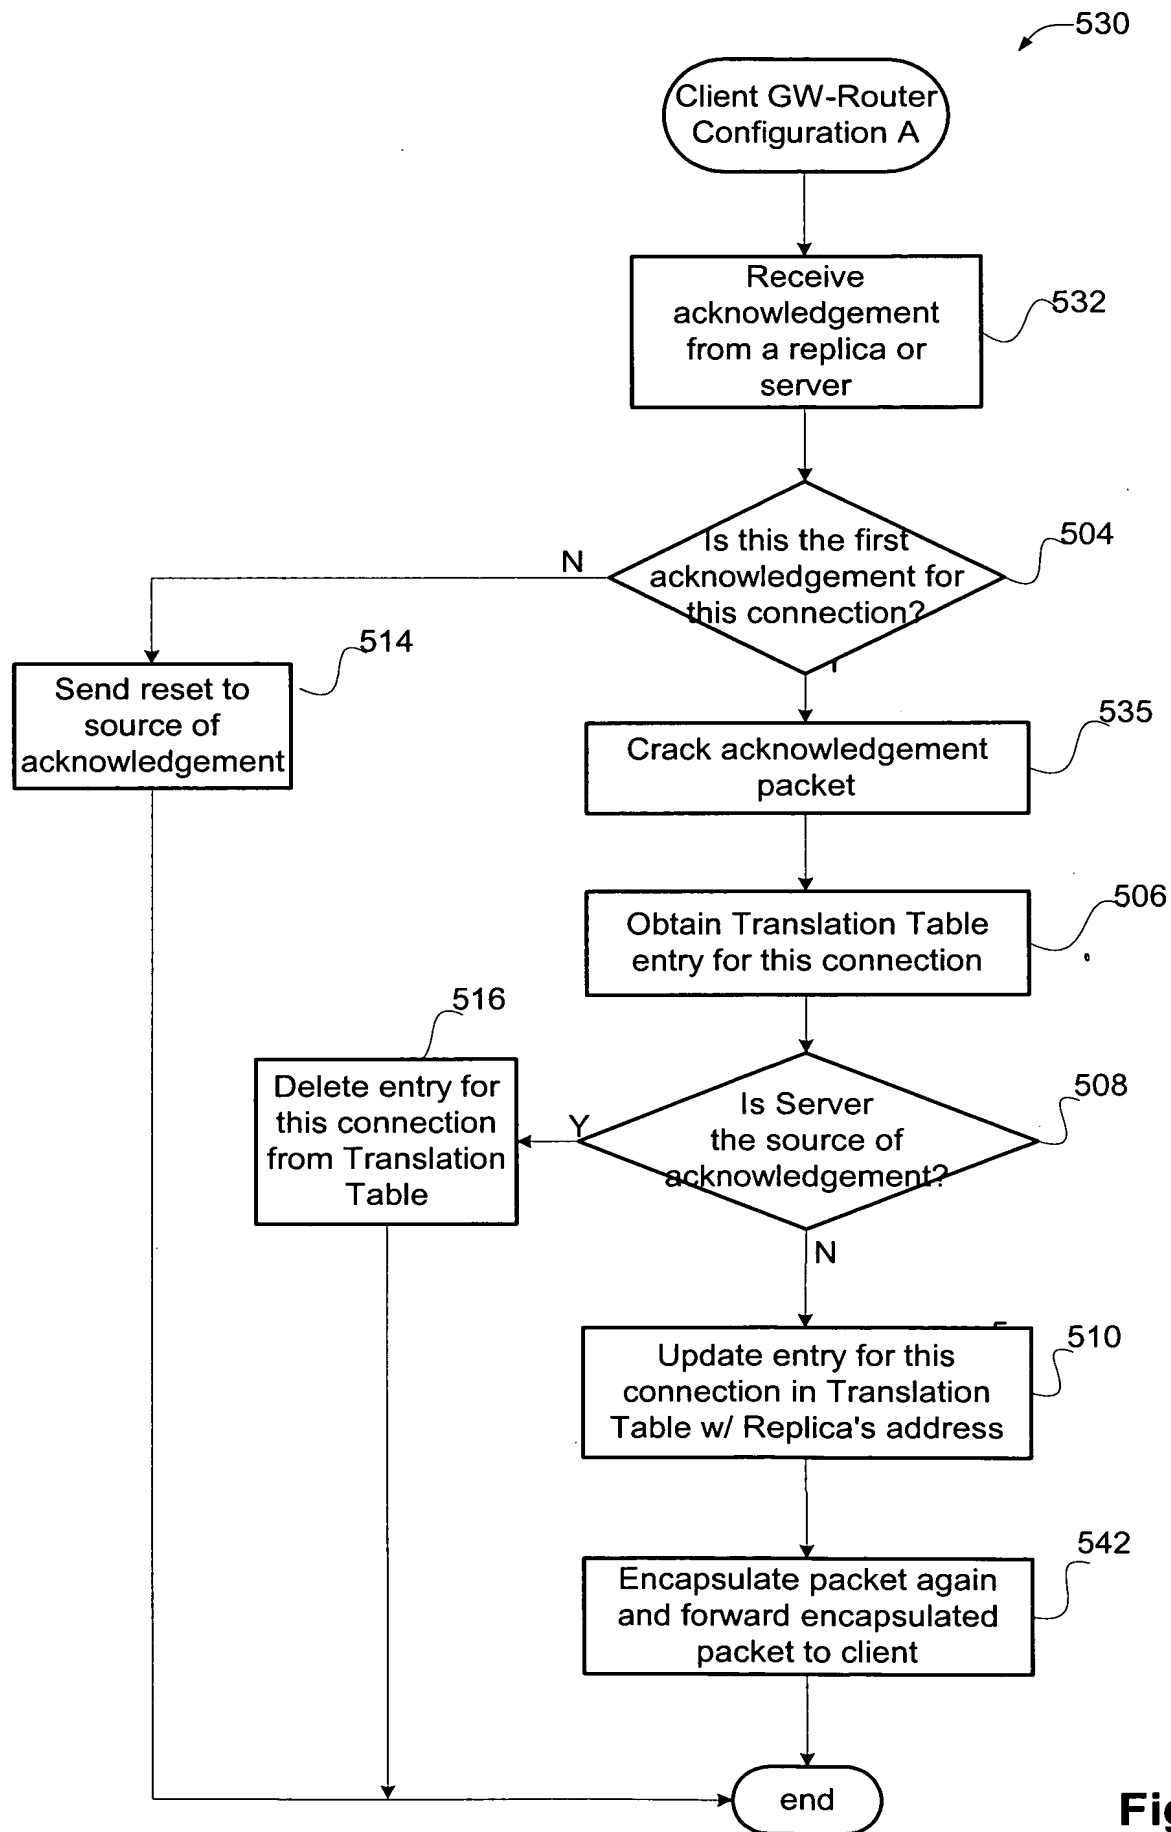 530
Client GW-Router
Configuration A
Receive
acknowledgement
from a replica or
server
532
Is this the first
acknowledgement for
this connection?
504
N
514
Send reset to
source of
acknowledgement
535
Crack acknowledgement
packet
506
Obtain Translation Table
entry for this connection
516
Delete entry for
this connection
from Translation
Table
Y
Is Server
the source of
acknowledgement?
508
N
510
Update entry for this
connection in Translation
Table w/ Replica's address
542
Encapsulate packet again
and forward encapsulated
packet to client
end